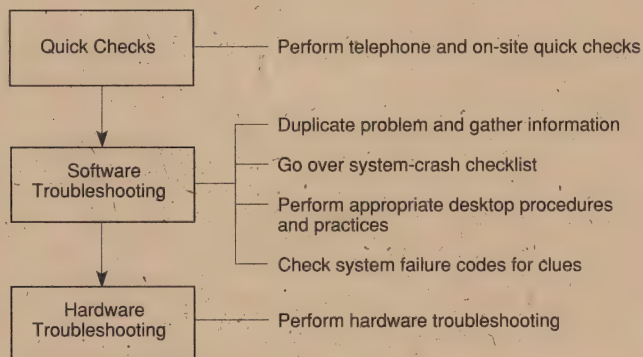 Quick Checks
Perform telephone and on-site quick checks
Software
Troubleshooting
Duplicate problem and gather information
Go over system-crash checklist
Perform appropriate desktop procedures
and practices
Check system failure codes for clues
Hardware
Troubleshooting
Perform hardware troubleshooting